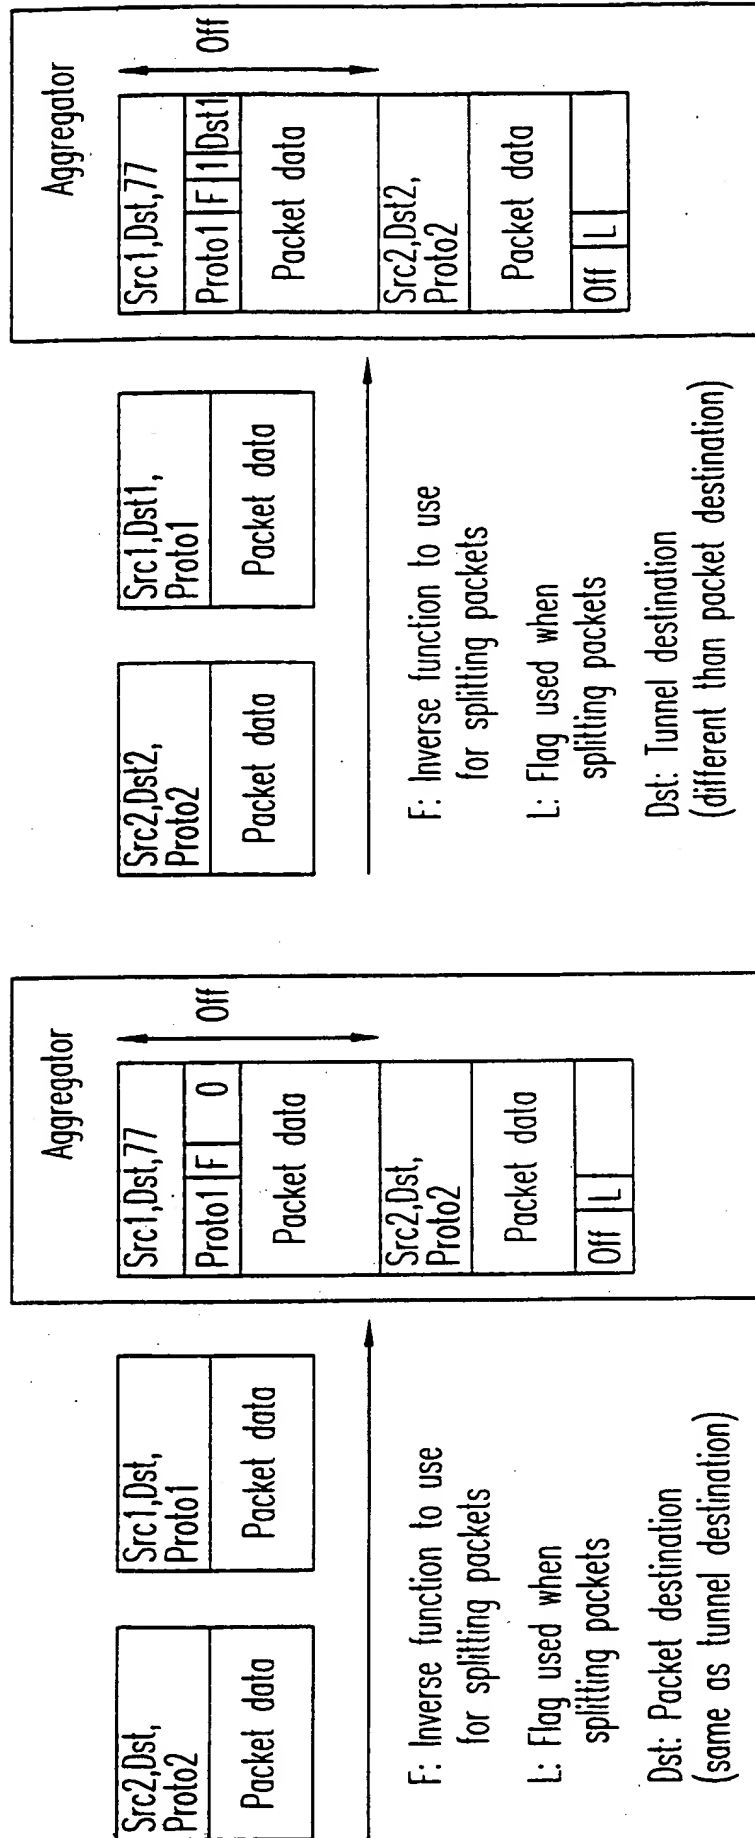 Src2,Dst,
Proto2
Packet data
Src1,Dst,
Proto1
Packet data
Aggregator
Src1,Dst,77
Proto1 F 0
Packet data
Src2,Dst,
Proto2
Packet data
Off L
Off
F: Inverse function to use
for splitting packets
L: Flag used when
splitting packets
Dst: Packet destination
(same as tunnel destination)
Src2,Dst2,
Proto2
Packet data
Src1,Dst1,
Proto1
Packet data
Aggregator
Src1,Dst,77
Proto1 F 1 Dst1
Packet data
Src2,Dst2,
Proto2
Packet data
Off L
Off
F: Inverse function to use
for splitting packets
L: Flag used when
splitting packets
Dst: Tunnel destination
(different than packet destination)